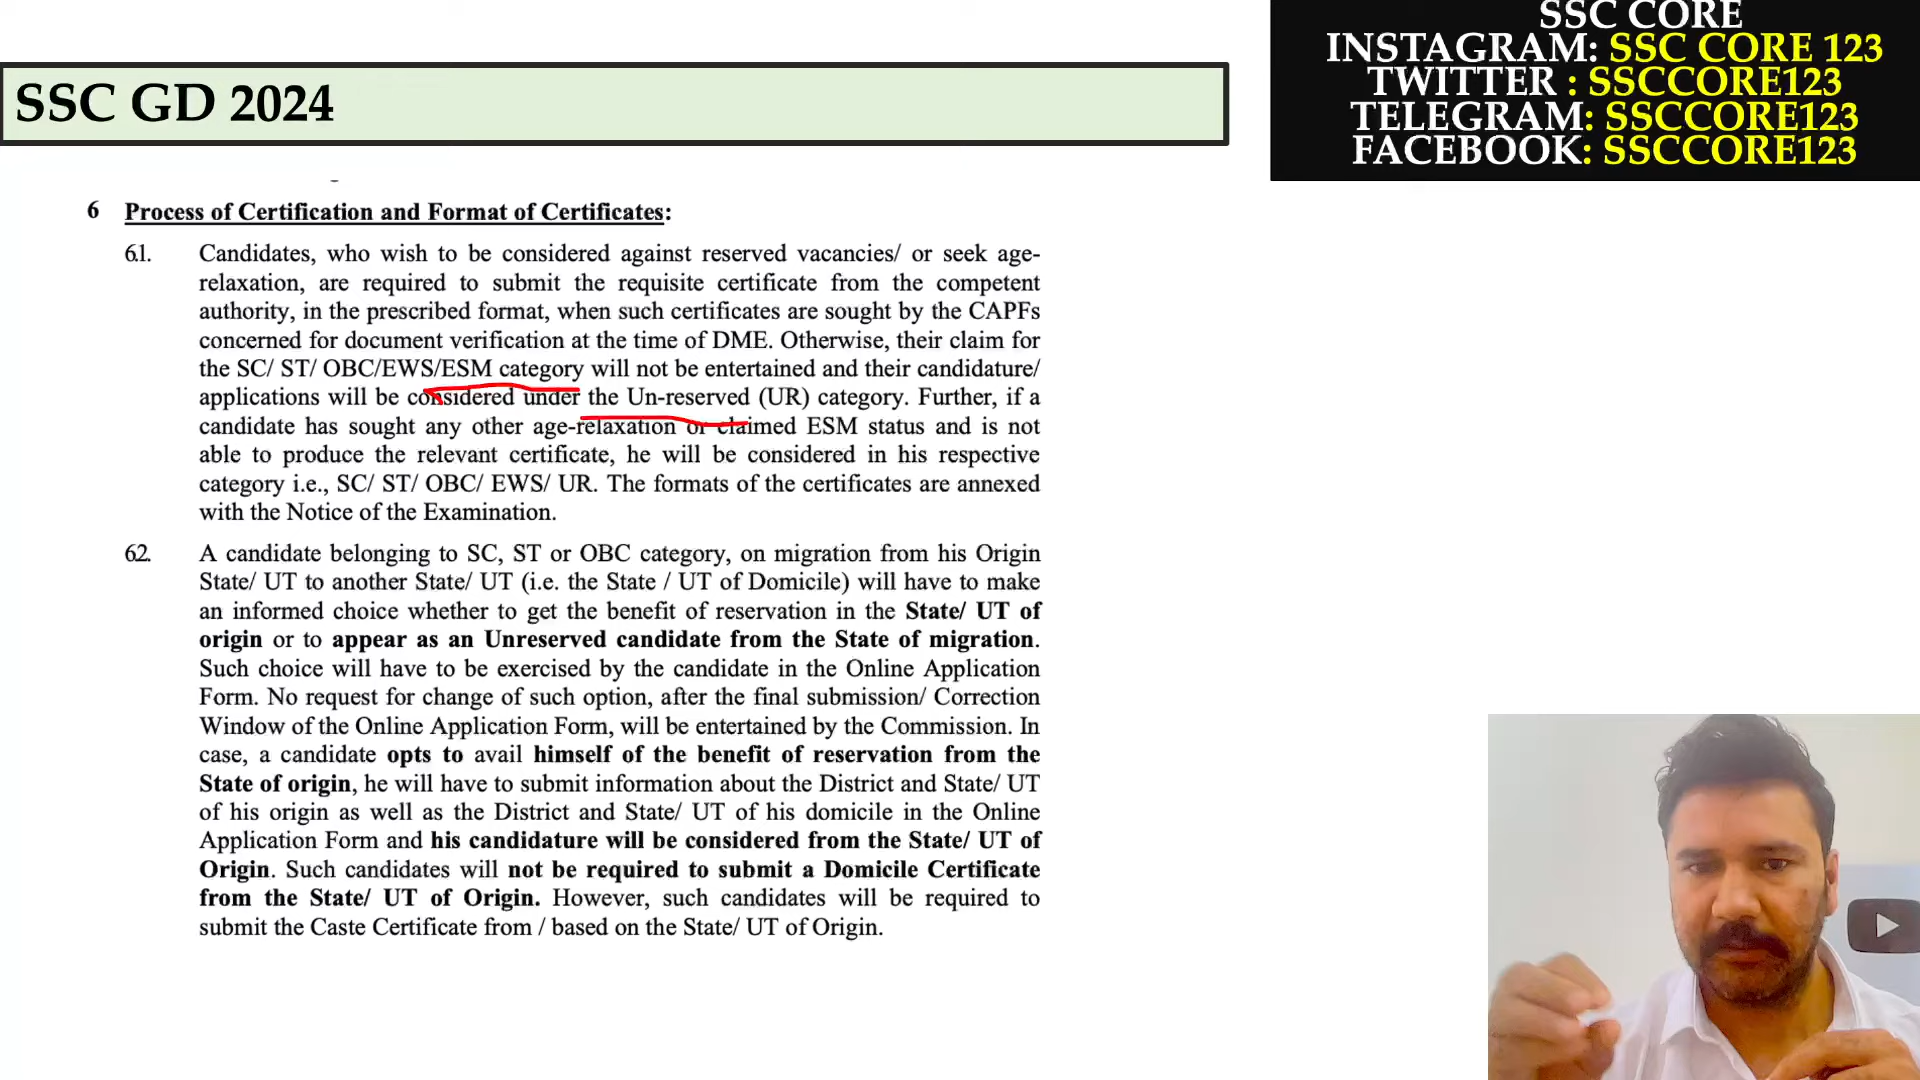 SSC CORE
INSTAGRAM: SSC CORE 123
TWITTER : SSCCORE123
TELEGRAM: SSCCORE123
FACEBOOK: SSCCORE123
SSC GD 2024
6 Process of Certification and Format of Certificates:
6.1. Candidates, who wish to be considered against reserved vacancies/ or seek age-
relaxation, are required to submit the requisite certificate from the competent
authority, in the prescribed format, when such certificates are sought by the CAPFs
concerned for document verification at the time of DME. Otherwise, their claim for
the SC/ ST/ OBC/EWS/ESM category will not be entertained and their candidature/
applications will be considered under the Un-reserved (UR) category. Further, if a
candidate has sought any other age-relaxation or claimed ESM status and is not
able to produce the relevant certificate, he will be considered in his respective
category i.e., SC/ ST/ OBC/ EWS/ UR. The formats of the certificates are annexed
with the Notice of the Examination.
6.2. A candidate belonging to SC, ST or OBC category, on migration from his Origin
State/ UT to another State/ UT (i.e. the State / UT of Domicile) will have to make
an informed choice whether to get the benefit of reservation in the State/ UT of
origin or to appear as an Unreserved candidate from the State of migration.
Such choice will have to be exercised by the candidate in the Online Application
Form. No request for change of such option, after the final submission/ Correction
Window of the Online Application Form, will be entertained by the Commission. In
case, a candidate opts to avail himself of the benefit of reservation from the
State of origin, he will have to submit information about the District and State/ UT
of his origin as well as the District and State/ UT of his domicile in the Online
Application Form and his candidature will be considered from the State/ UT of
Origin. Such candidates will not be required to submit a Domicile Certificate
from the State/ UT of Origin. However, such candidates will be required to
submit the Caste Certificate from / based on the State/ UT of Origin.